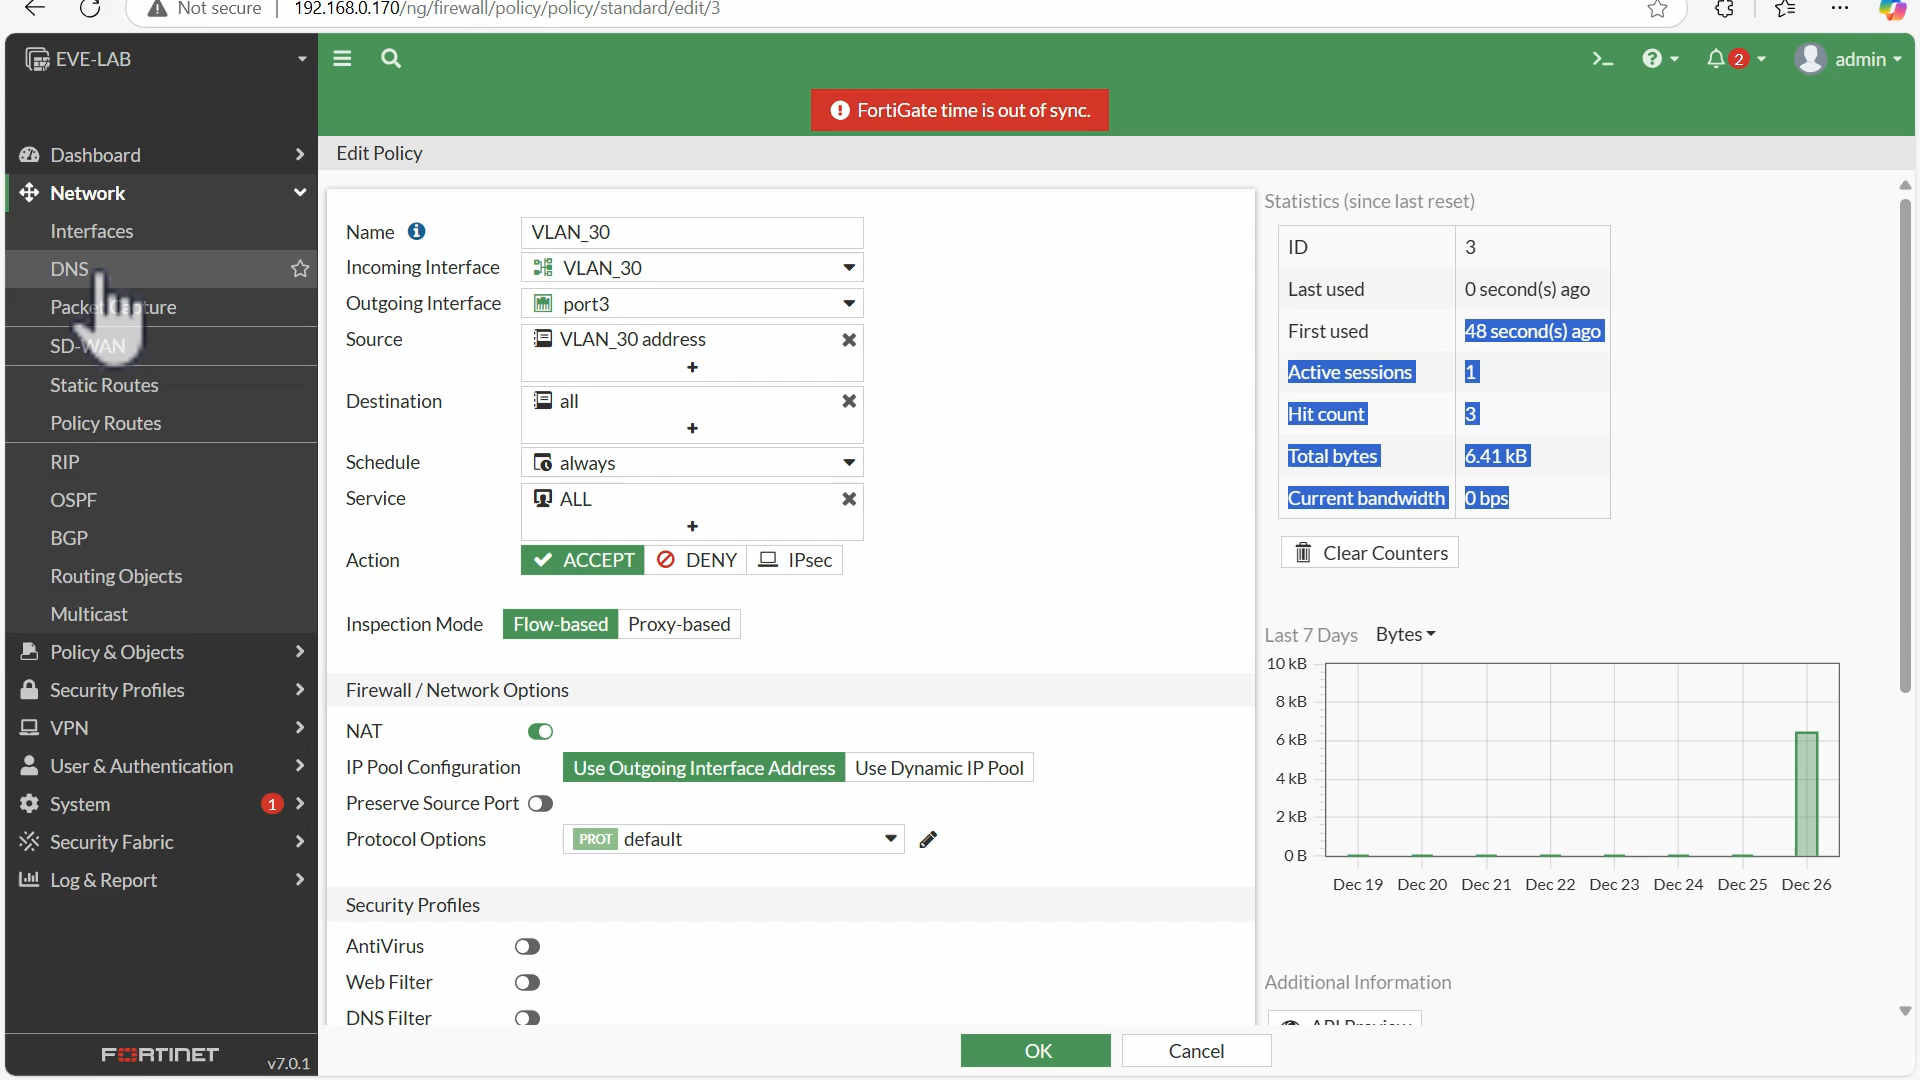 Not secure
192.168.0.170/ng/firewall/policy/policy/standard/edit/3
EVE-LAB
2
admin
FortiGate time is out of sync.
Dashboard
Network
Interfaces
DNS
Packet Capture
SD-WAN
Static Routes
Policy Routes
RIP
OSPF
BGP
Routing Objects
Multicast
Policy & Objects
Security Profiles
VPN
User & Authentication
System 1
Security Fabric
Log & Report
FORTINET
v7.0.1
Edit Policy
Name VLAN_30
Incoming Interface VLAN_30
Outgoing Interface port3
Source VLAN_30 address
+
Destination all
+
Schedule always
Service ALL
+
Action ACCEPT DENY IPsec
Inspection Mode Flow-based Proxy-based
Firewall / Network Options
NAT
IP Pool Configuration Use Outgoing Interface Address Use Dynamic IP Pool
Preserve Source Port
Protocol Options PROT default
Security Profiles
AntiVirus
Web Filter
DNS Filter
OK Cancel
Statistics (since last reset)
ID 3
Last used 0 second(s) ago
First used 48 second(s) ago
Active sessions 1
Hit count 3
Total bytes 6.41 kB
Current bandwidth 0 bps
Clear Counters
Last 7 Days Bytes
10 kB
8 kB
6 kB
4 kB
2 kB
0 B
Dec 19 Dec 20 Dec 21 Dec 22 Dec 23 Dec 24 Dec 25 Dec 26
Additional Information
API Preview